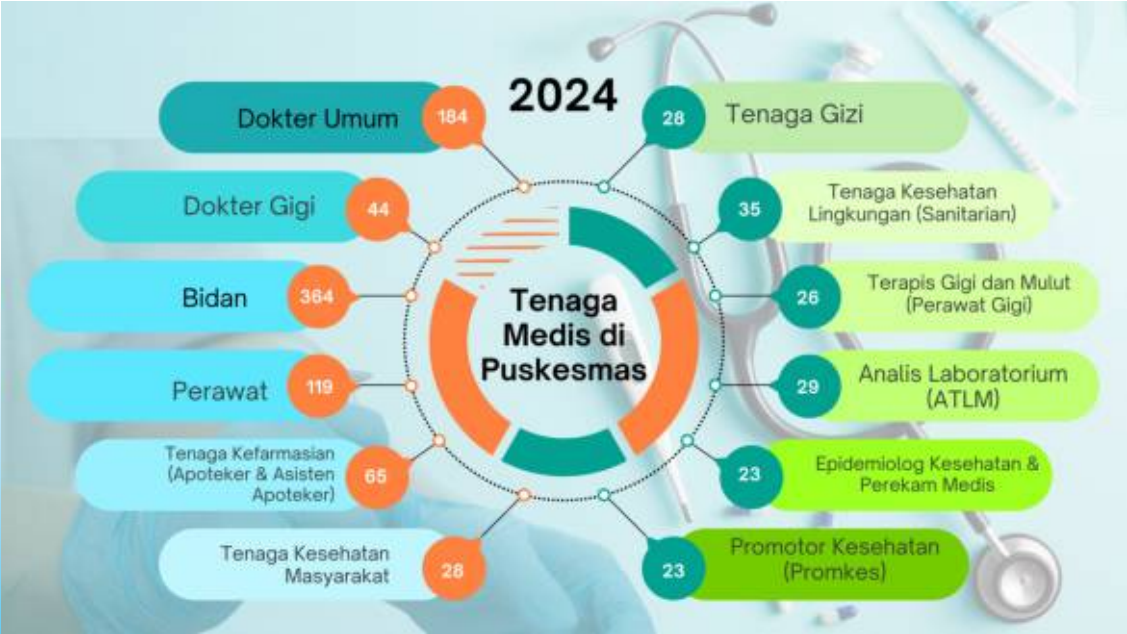 2024
Dokter Umum
184
Dokter Gigi
44
Bidan
364
Perawat
119
Tenaga Kefarmasian
(Apoteker & Asisten
Apoteker)
65
Tenaga Kesehatan
Masyarakat
28
Tenaga
Medis di
Puskesmas
28
Tenaga Gizi
35
Tenaga Kesehatan
Lingkungan (Sanitarian)
26
Terapis Gigi dan Mulut
(Perawat Gigi)
29
Analis Laboratorium
(ATLM)
23
Epidemiolog Kesehatan &
Perekam Medis
23
Promotor Kesehatan
(Promkes)